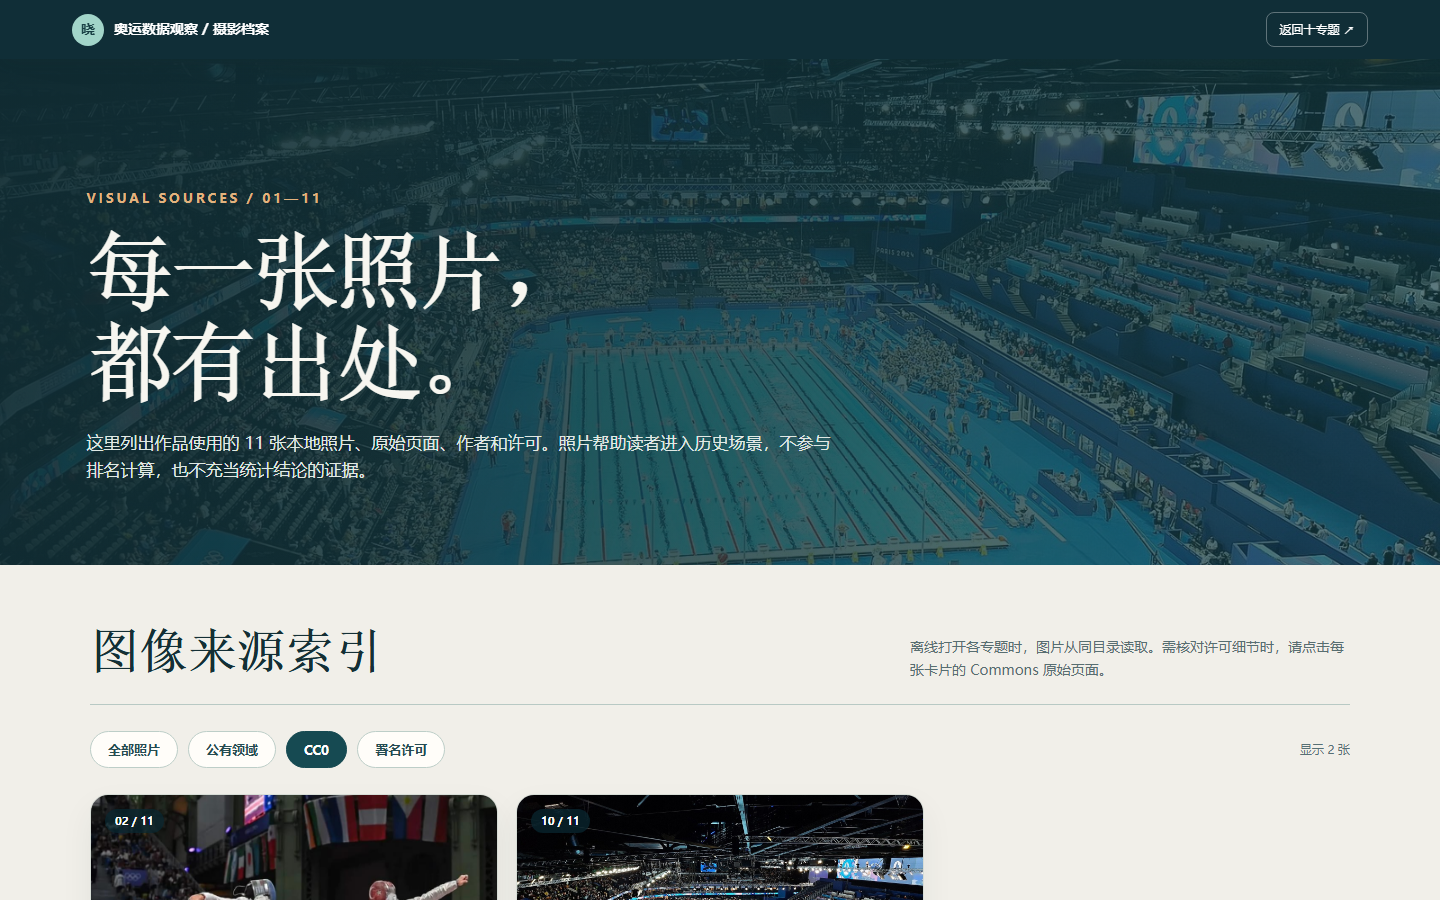 晓
奥运数据观察 / 摄影档案
返回十专题 ↗
VISUAL SOURCES / 01—11
每一张照片，
都有出处。
这里列出作品使用的 11 张本地照片、原始页面、作者和许可。照片帮助读者进入历史场景，不参与
排名计算，也不充当统计结论的证据。
图像来源索引
离线打开各专题时，图片从同目录读取。需核对许可细节时，请点击每
张卡片的 Commons 原始页面。
全部照片
公有领域
CC0
署名许可
显示 2 张
02 / 11
10 / 11